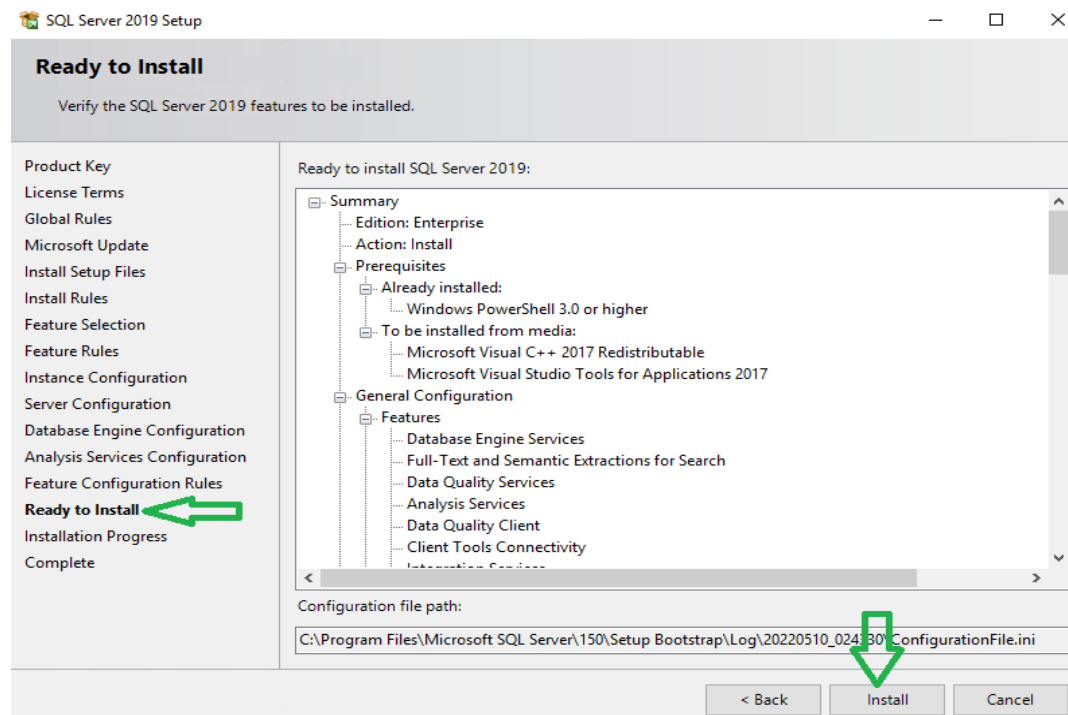 SQL Server 2019 Setup
Ready to Install
Verify the SQL Server 2019 features to be installed.
Product Key
License Terms
Global Rules
Microsoft Update
Install Setup Files
Install Rules
Feature Selection
Feature Rules
Instance Configuration
Server Configuration
Database Engine Configuration
Analysis Services Configuration
Feature Configuration Rules
Ready to Install
Installation Progress
Complete
Ready to install SQL Server 2019:
Summary
Edition: Enterprise
Action: Install
Prerequisites
Already installed:
Windows PowerShell 3.0 or higher
To be installed from media:
Microsoft Visual C++ 2017 Redistributable
Microsoft Visual Studio Tools for Applications 2017
General Configuration
Features
Database Engine Services
Full-Text and Semantic Extractions for Search
Data Quality Services
Analysis Services
Data Quality Client
Client Tools Connectivity
Integration Services
Configuration file path:
C:\Program Files\Microsoft SQL Server\150\Setup Bootstrap\Log\ConfigurationFile.ini
< Back
Install
Cancel